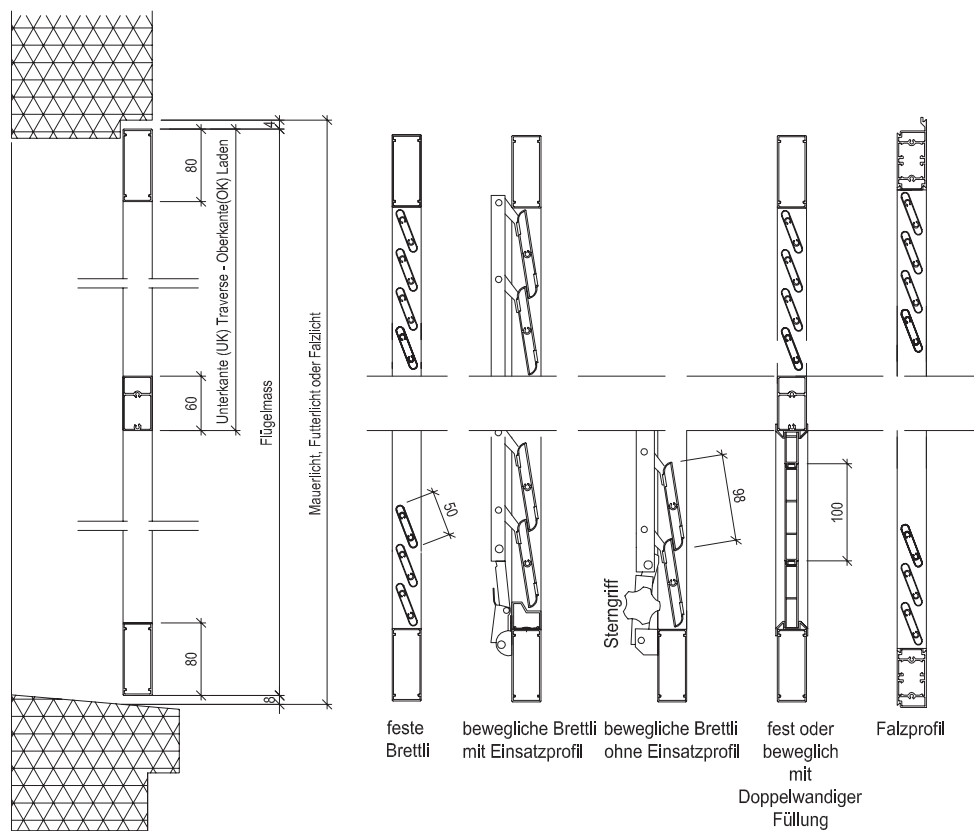 4
80
Unterkante (UK) Traverse - Oberkante(OK) Laden
60
Flügelmass
Mauerlicht, Futterlicht oder Falzlicht
80
8
50
86
100
Sterngriff
feste
Brettli
bewegliche Brettli
mit Einsatzprofil
bewegliche Brettli
ohne Einsatzprofil
fest oder
beweglich
mit
Doppelwandiger
Füllung
Falzprofil